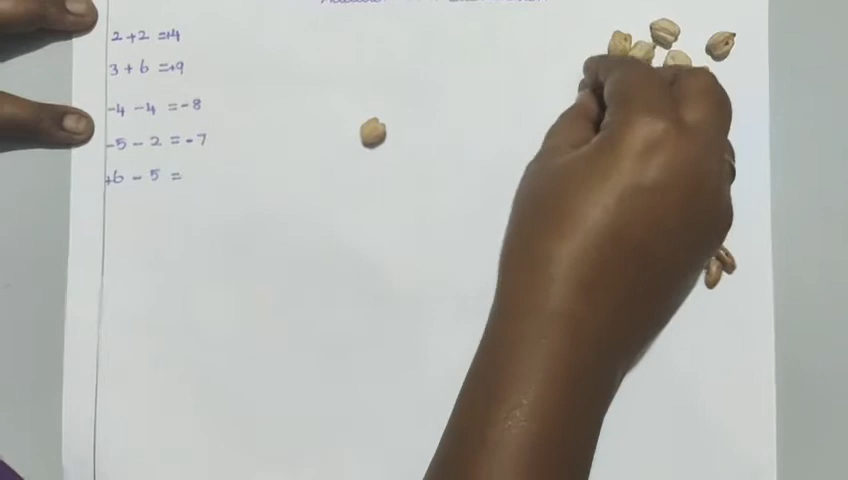 2 + 2 = +4
3 + 6 = +9
-4 - 4 = -8
-5 - 2 = -7
+6 - 5 =